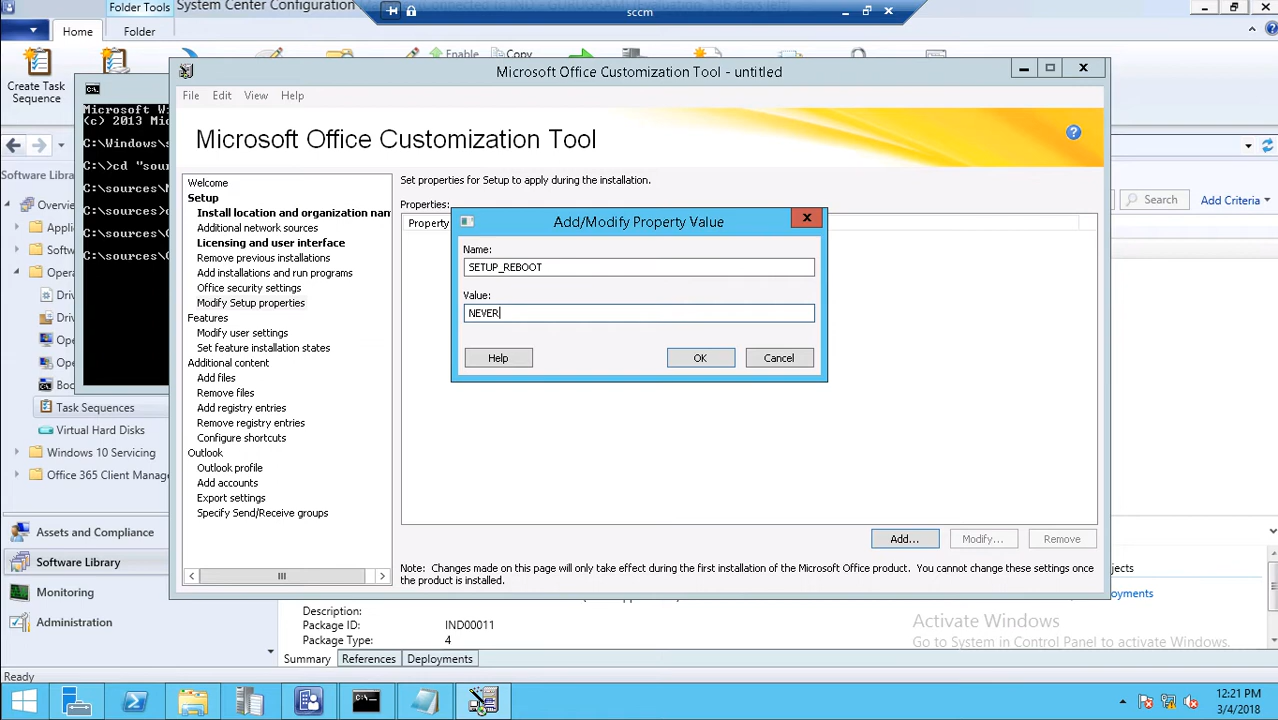 Folder Tools
System Center Configuration
sccm
Home
Folder
Enable
Copy
Create Task
Sequence
Microsoft Office Customization Tool - untitled
File Edit View Help
Microsoft Office Customization Tool
Microsoft Wi
(c) 2013 Mic
C:\Windows\s
C:\>cd "sour
C:\sources\M
C:\sources>c
C:\sources\O
C:\sources\O
Software Library
Overvie
Appl
Softw
Opera
Driv
Driv
Ope
Ope
Boo
Task Sequences
Virtual Hard Disks
Windows 10 Servicing
Office 365 Client Manag
Assets and Compliance
Software Library
Monitoring
Administration
Ready
Welcome
Setup
Install location and organization nam
Additional network sources
Licensing and user interface
Remove previous installations
Add installations and run programs
Office security settings
Modify Setup properties
Features
Modify user settings
Set feature installation states
Additional content
Add files
Remove files
Add registry entries
Remove registry entries
Configure shortcuts
Outlook
Outlook profile
Add accounts
Export settings
Specify Send/Receive groups
Set properties for Setup to apply during the installation.
Properties:
Property
Add/Modify Property Value
Name:
SETUP_REBOOT
Value:
NEVER
Help OK Cancel
Add... Modify... Remove
Note: Changes made on this page will only take effect during the first installation of the Microsoft Office product. You cannot change these settings once
the product is installed.
Search
Add Criteria
jects
oyments
Description:
Package ID: IND00011
Package Type: 4
Summary References Deployments
Activate Windows
Go to System in Control Panel to activate Windows.
12:21 PM
3/4/2018